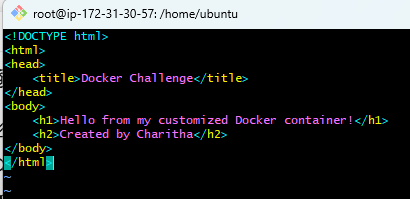 root@ip-172-31-30-57: /home/ubuntu
<!DOCTYPE html>
<html>
<head>
    <title>Docker Challenge</title>
</head>
<body>
    <h1>Hello from my customized Docker container!</h1>
    <h2>Created by Charitha</h2>
</body>
</html>
~
~